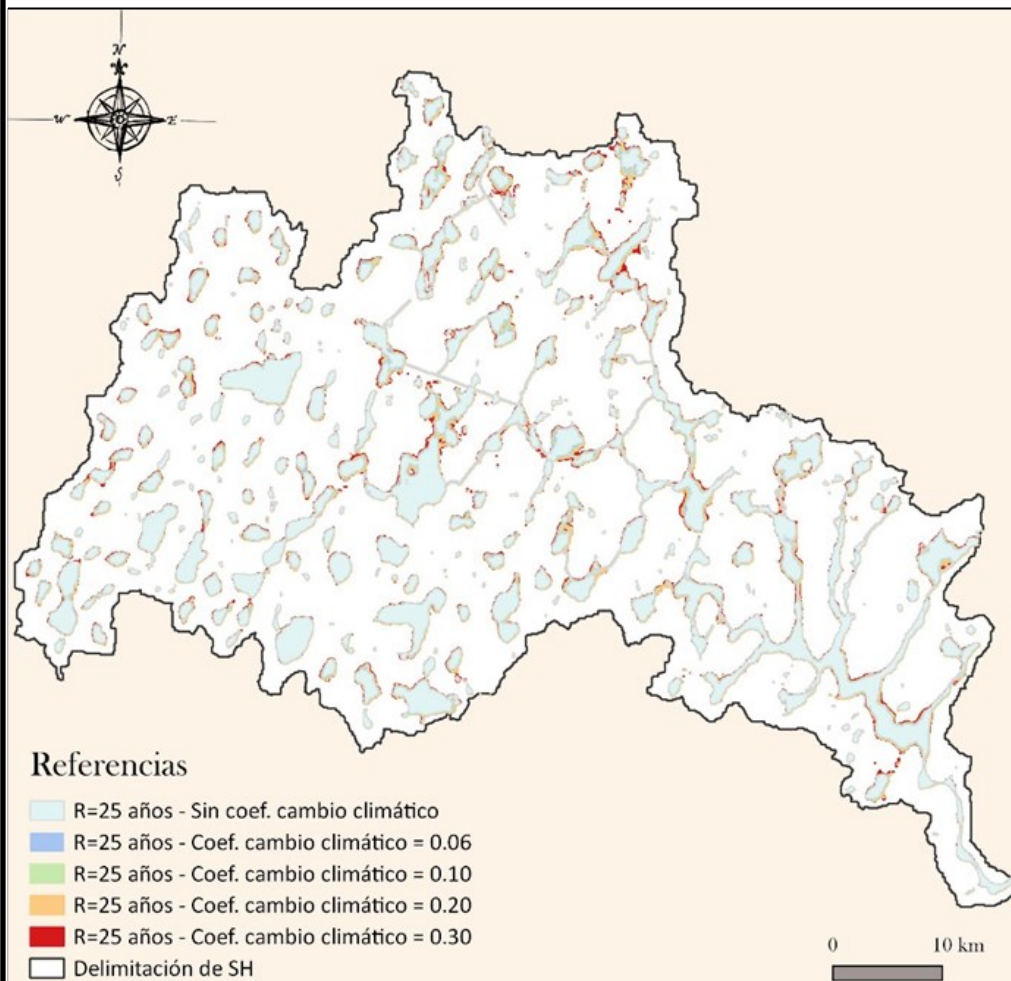 N
W
E
S
Referencias
R=25 años - Sin coef. cambio climático
R=25 años - Coef. cambio climático = 0.06
R=25 años - Coef. cambio climático = 0.10
R=25 años - Coef. cambio climático = 0.20
R=25 años - Coef. cambio climático = 0.30
Delimitación de SH
0 10 km